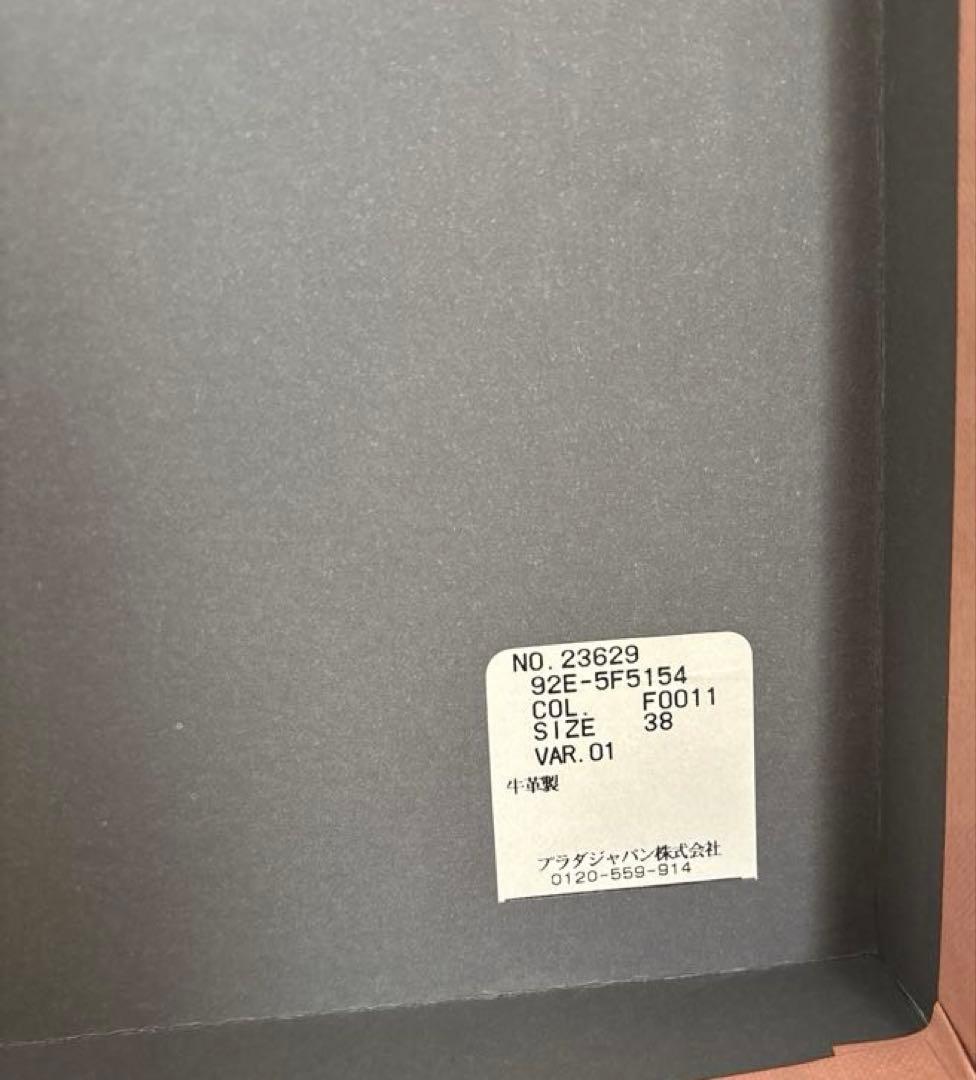 NO. 23629
92E-5F5154
COL. F0011
SIZE 38
VAR. 01
牛革製
プラダジャパン株式会社
0120-559-914